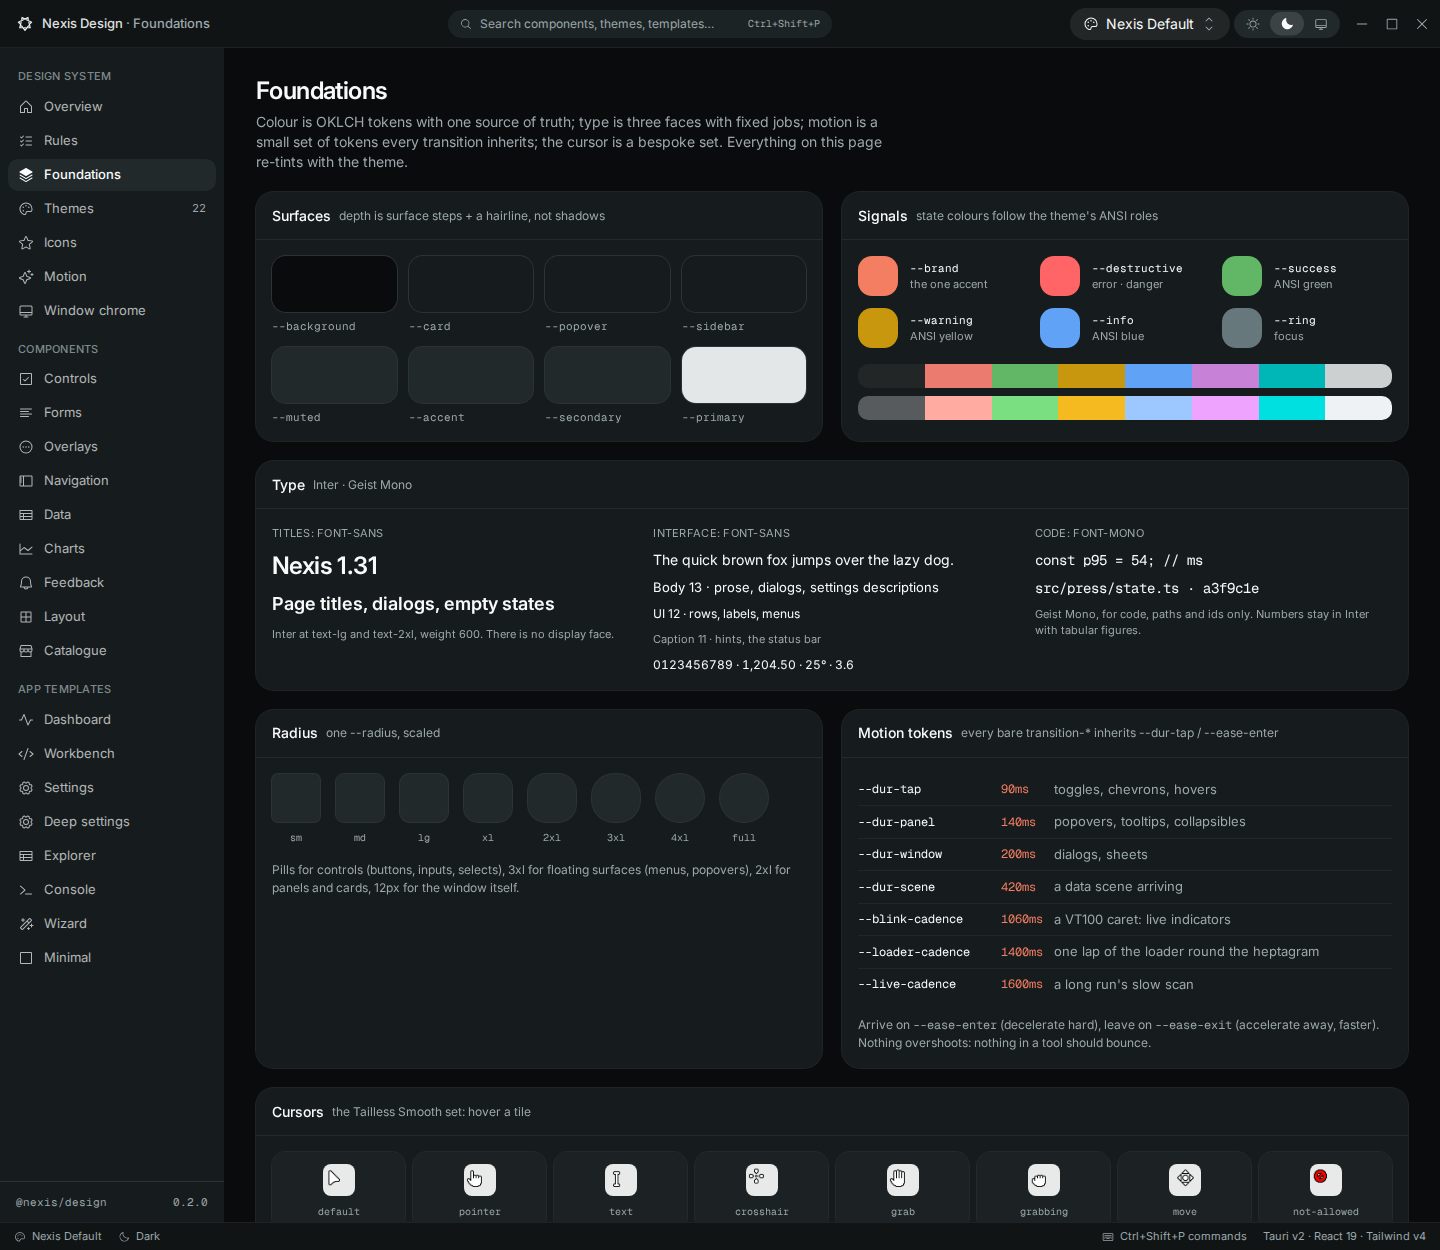 Nexis Design · Foundations
Search components, themes, templates... Ctrl+Shift+P
Nexis Default
DESIGN SYSTEM
Overview
Rules
Foundations
Themes 22
Icons
Motion
Window chrome
COMPONENTS
Controls
Forms
Overlays
Navigation
Data
Charts
Feedback
Layout
Catalogue
APP TEMPLATES
Dashboard
Workbench
Settings
Deep settings
Explorer
Console
Wizard
Minimal
@nexis/design 0.2.0
Foundations
Colour is OKLCH tokens with one source of truth; type is three faces with fixed jobs; motion is a
small set of tokens every transition inherits; the cursor is a bespoke set. Everything on this page
re-tints with the theme.
Surfaces depth is surface steps + a hairline, not shadows
--background --card --popover --sidebar
--muted --accent --secondary --primary
Signals state colours follow the theme's ANSI roles
--brand --destructive --success
the one accent error · danger ANSI green
--warning --info --ring
ANSI yellow ANSI blue focus
Type Inter · Geist Mono
TITLES: FONT-SANS
Nexis 1.31
Page titles, dialogs, empty states
Inter at text-lg and text-2xl, weight 600. There is no display face.
INTERFACE: FONT-SANS
The quick brown fox jumps over the lazy dog.
Body 13 · prose, dialogs, settings descriptions
UI 12 · rows, labels, menus
Caption 11 · hints, the status bar
0123456789 · 1,204.50 · 25° · 3.6
CODE: FONT-MONO
const p95 = 54; // ms
src/press/state.ts · a3f9c1e
Geist Mono, for code, paths and ids only. Numbers stay in Inter
with tabular figures.
Radius one --radius, scaled
sm md lg xl 2xl 3xl 4xl full
Pills for controls (buttons, inputs, selects), 3xl for floating surfaces (menus, popovers), 2xl for
panels and cards, 12px for the window itself.
Motion tokens every bare transition-* inherits --dur-tap / --ease-enter
--dur-tap 90ms toggles, chevrons, hovers
--dur-panel 140ms popovers, tooltips, collapsibles
--dur-window 200ms dialogs, sheets
--dur-scene 420ms a data scene arriving
--blink-cadence 1060ms a VT100 caret: live indicators
--loader-cadence 1400ms one lap of the loader round the heptagram
--live-cadence 1600ms a long run's slow scan
Arrive on --ease-enter (decelerate hard), leave on --ease-exit (accelerate away, faster).
Nothing overshoots: nothing in a tool should bounce.
Cursors the Tailless Smooth set: hover a tile
default pointer text crosshair grab grabbing move not-allowed
Nexis Default Dark Ctrl+Shift+P commands Tauri v2 · React 19 · Tailwind v4